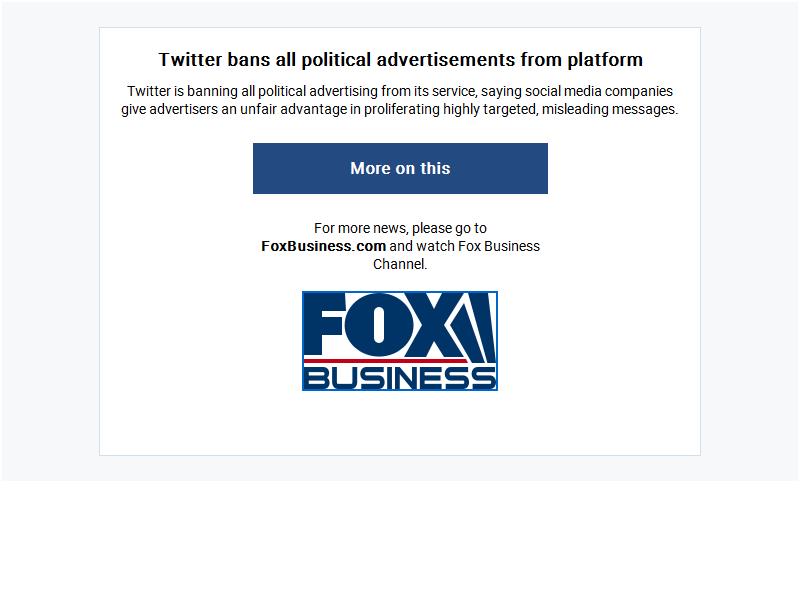 Twitter bans all political advertisements from platform
Twitter is banning all political advertising from its service, saying social media companies
give advertisers an unfair advantage in proliferating highly targeted, misleading messages.
More on this
For more news, please go to
FoxBusiness.com and watch Fox Business
Channel.
FOX
BUSINESS